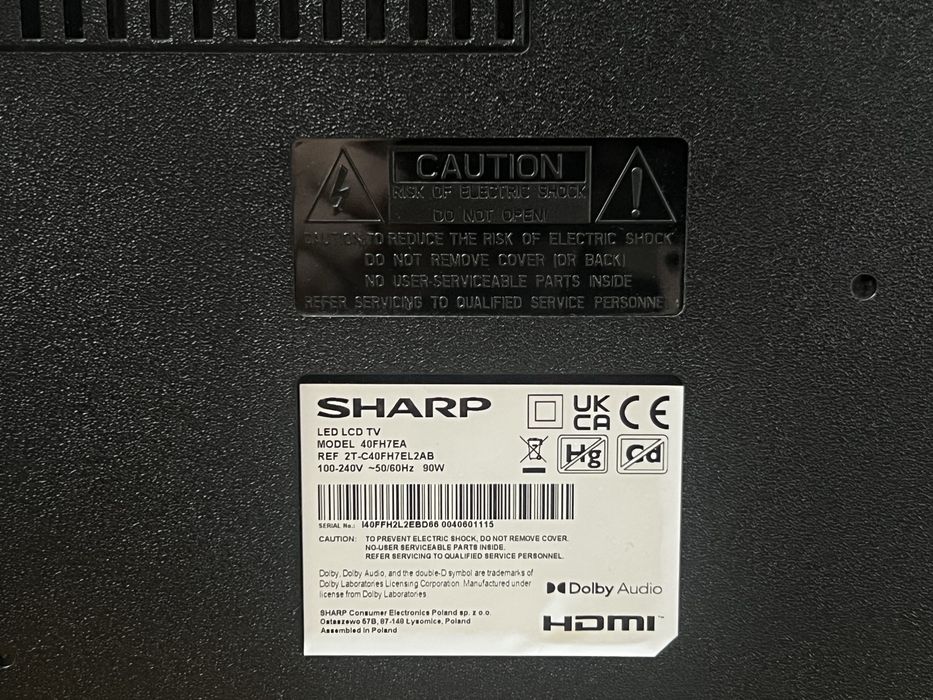 CAUTION
RISK OF ELECTRIC SHOCK
DO NOT OPEN!
CAUTION:TO REDUCE THE RISK OF ELECTRIC SHOCK
DO NOT REMOVE COVER (OR BACK)
NO USER-SERVICEABLE PARTS INSIDE
REFER SERVICING TO QUALIFIED SERVICE PERSONNEL
SHARP
LED LCD TV
MODEL 40FH7EA
REF 2T-C40FH7EL2AB
100-240V ~50/60Hz 90W
UK
CA
CE
Hg
Cd
SERIAL No.: I40FFH2L2EBD66 0040601115
CAUTION: TO PREVENT ELECTRIC SHOCK, DO NOT REMOVE COVER.
NO-USER SERVICEABLE PARTS INSIDE.
REFER SERVICING TO QUALIFIED SERVICE PERSONNEL.
Dolby, Dolby Audio, and the double-D symbol are trademarks of
Dolby Laboratories Licensing Corporation. Manufactured under
license from Dolby Laboratories
Dolby Audio
SHARP Consumer Electronics Poland sp. z o.o.
Ostaszewo 57B, 87-148 Lysomice, Poland
Assembled in Poland
HDMI™